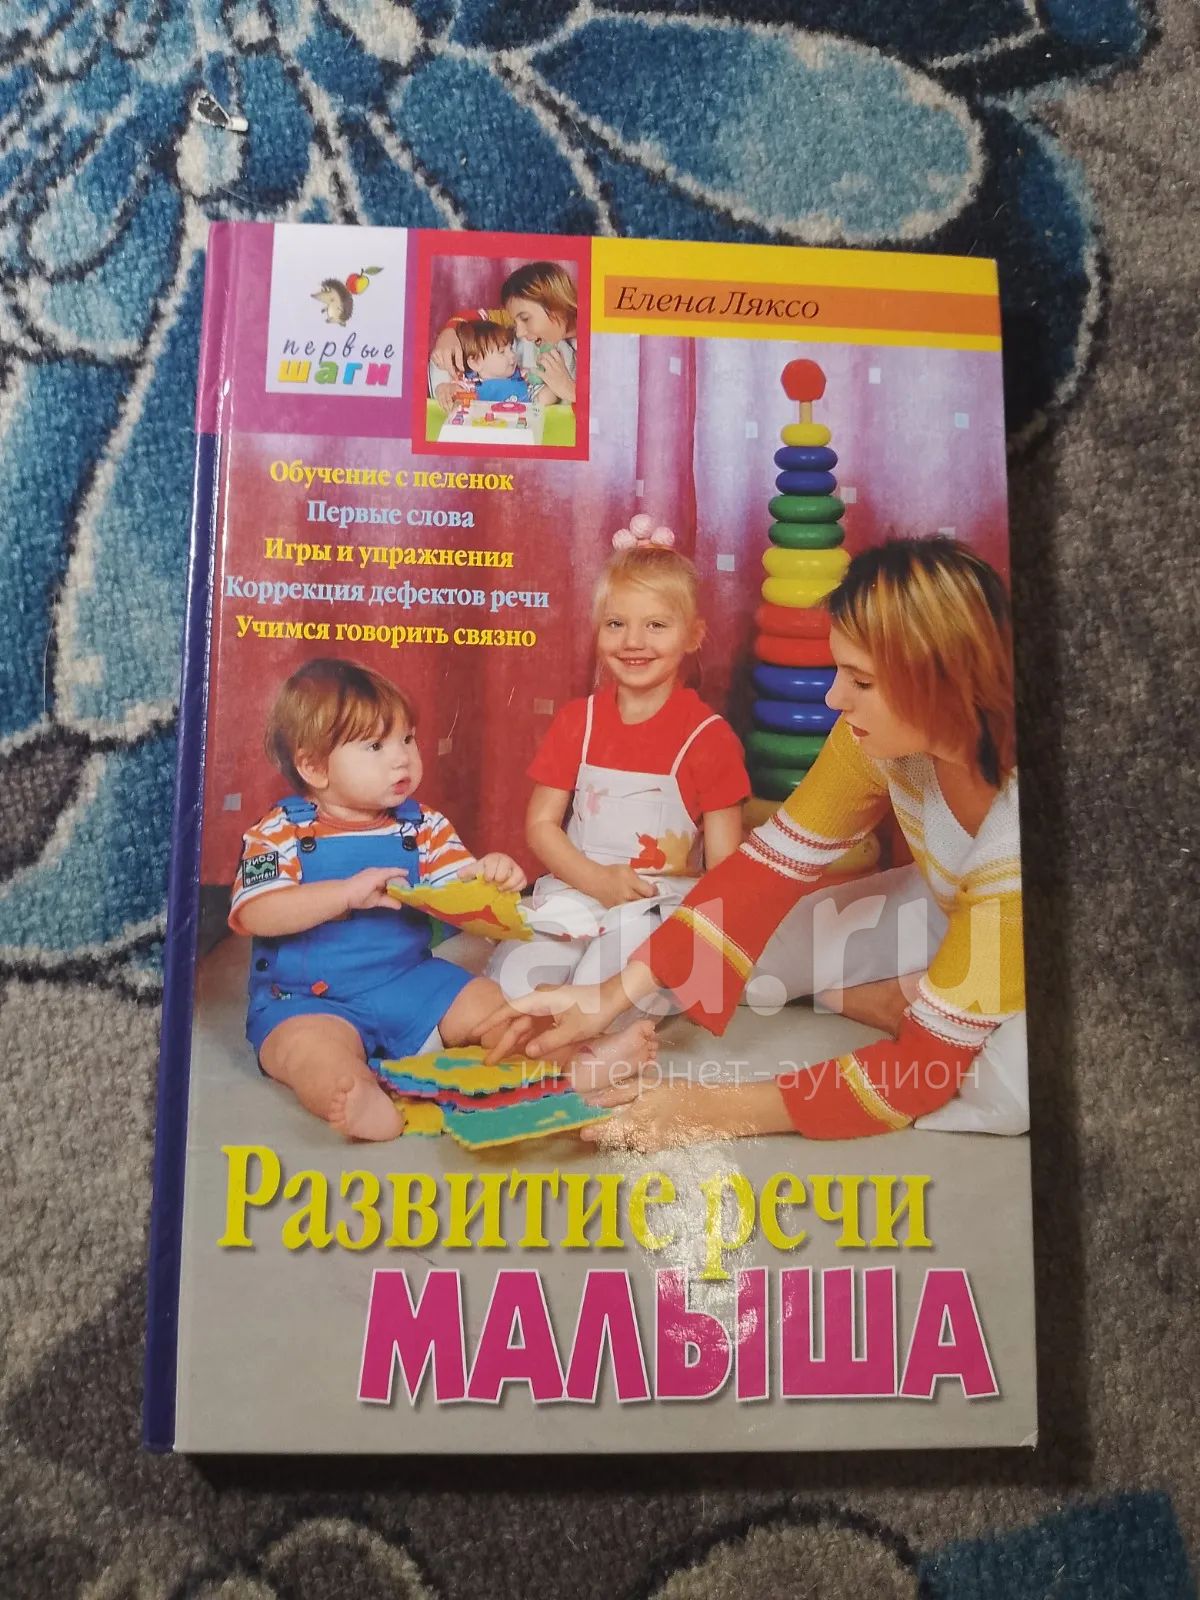 первые
шаги
Елена Ляксо
Обучение с пеленок
Первые слова
Игры и упражнения
Коррекция дефектов речи
Учимся говорить связно
au.ru
интернет-аукцион
Развитие речи
МАЛЫША